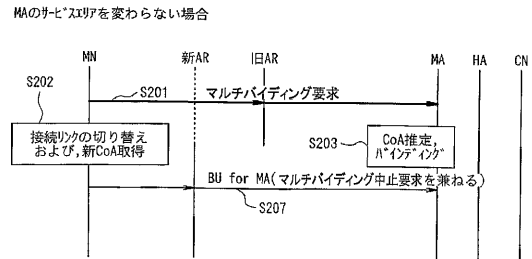 MAのサービスエリアを変わらない場合
MN 新AR 旧AR MA HA CN
S202
S201 マルチバイディング要求
接続リンクの切り替え
および,新CoA取得
S203
CoA推定,
バインディング
BU for MA(マルチバイディング中止要求を兼ねる)
S207